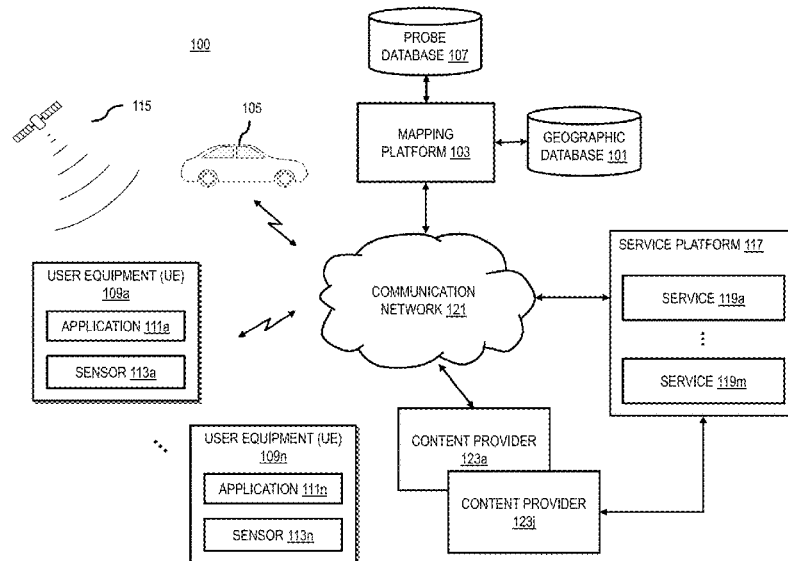 100
PROBE
DATABASE 107
115
105
MAPPING
PLATFORM 103
GEOGRAPHIC
DATABASE 101
SERVICE PLATFORM 117
SERVICE 119a
⋮
SERVICE 119m
COMMUNICATION
NETWORK 121
USER EQUIPMENT (UE)
109a
APPLICATION 111a
SENSOR 113a
...
USER EQUIPMENT (UE)
109n
APPLICATION 111n
SENSOR 113n
CONTENT PROVIDER
123a
CONTENT PROVIDER
123j